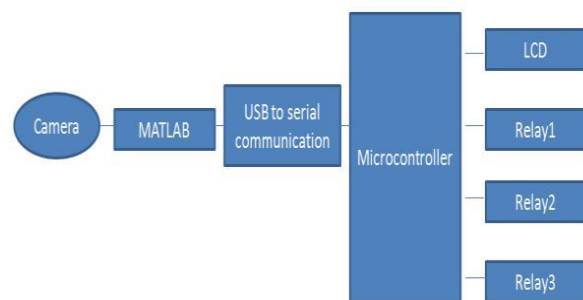 Camera
MATLAB
USB to serial
communication
Microcontroller
LCD
Relay1
Relay2
Relay3